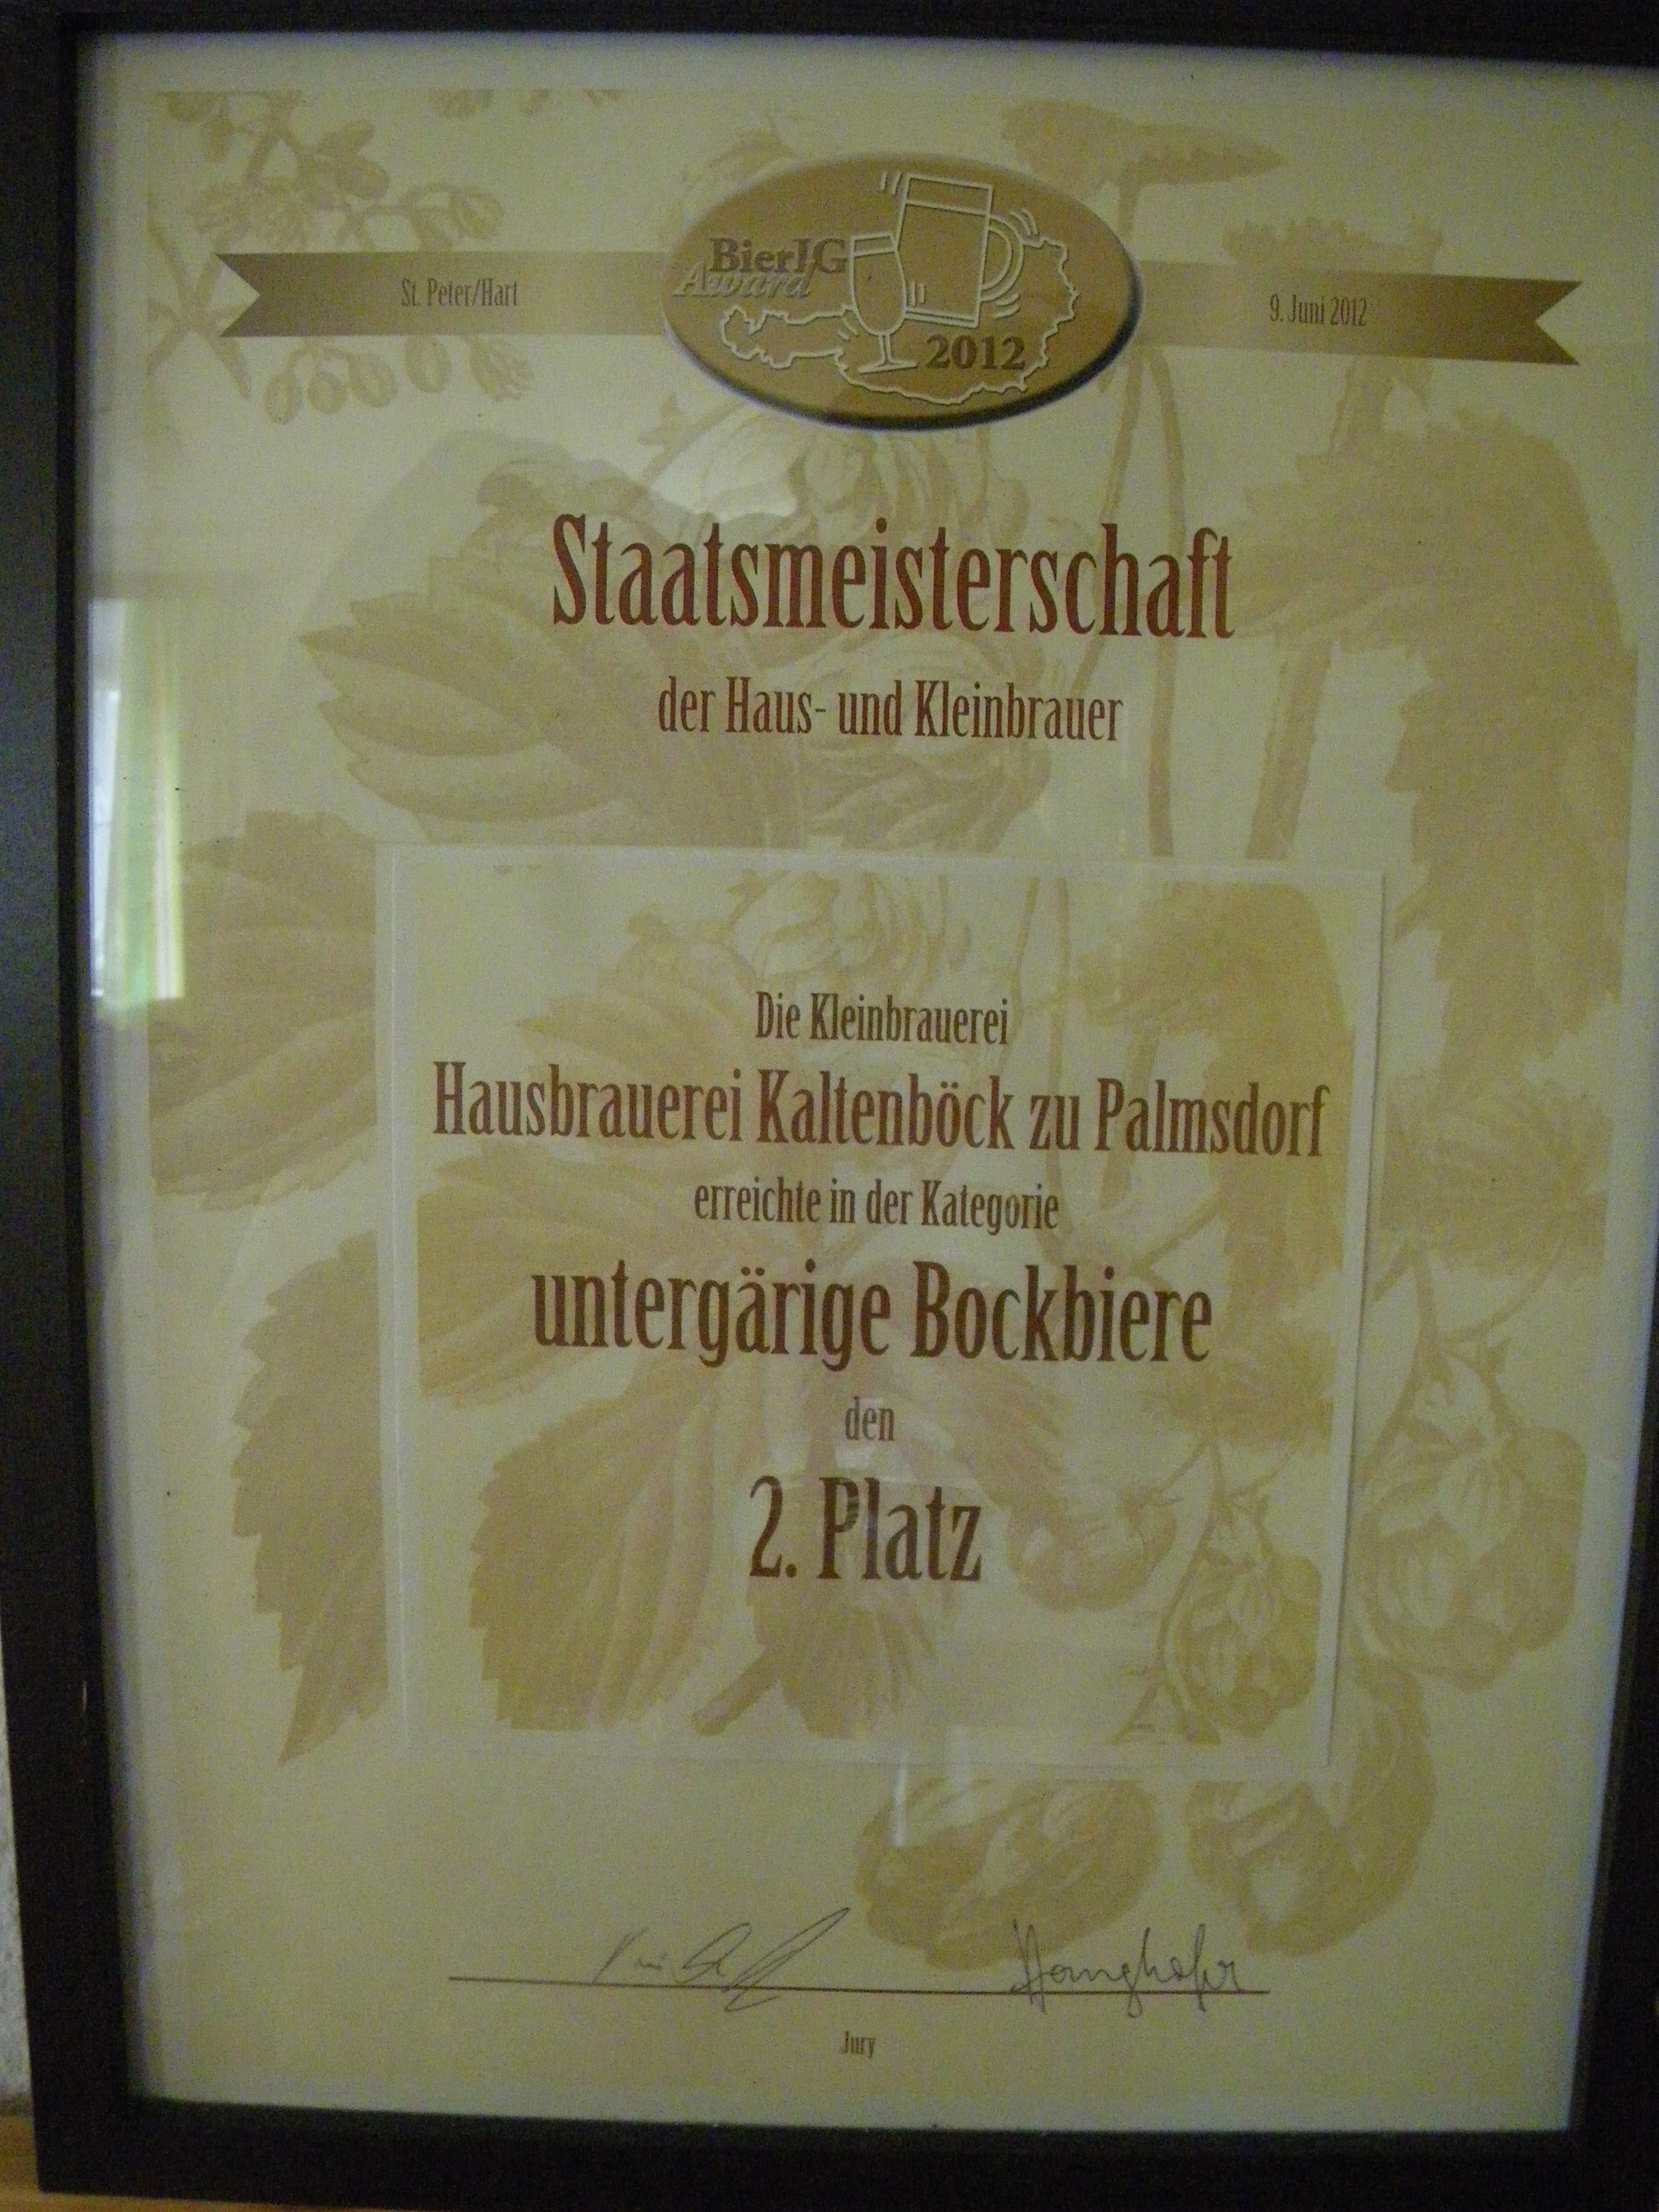 BierIG
Award
2012
St. Peter/Hart
9. Juni 2012
Staatsmeisterschaft
der Haus- und Kleinbrauer
Die Kleinbrauerei
Hausbrauerei Kaltenböck zu Palmsdorf
erreichte in der Kategorie
untergärige Bockbiere
den
2. Platz
Jury